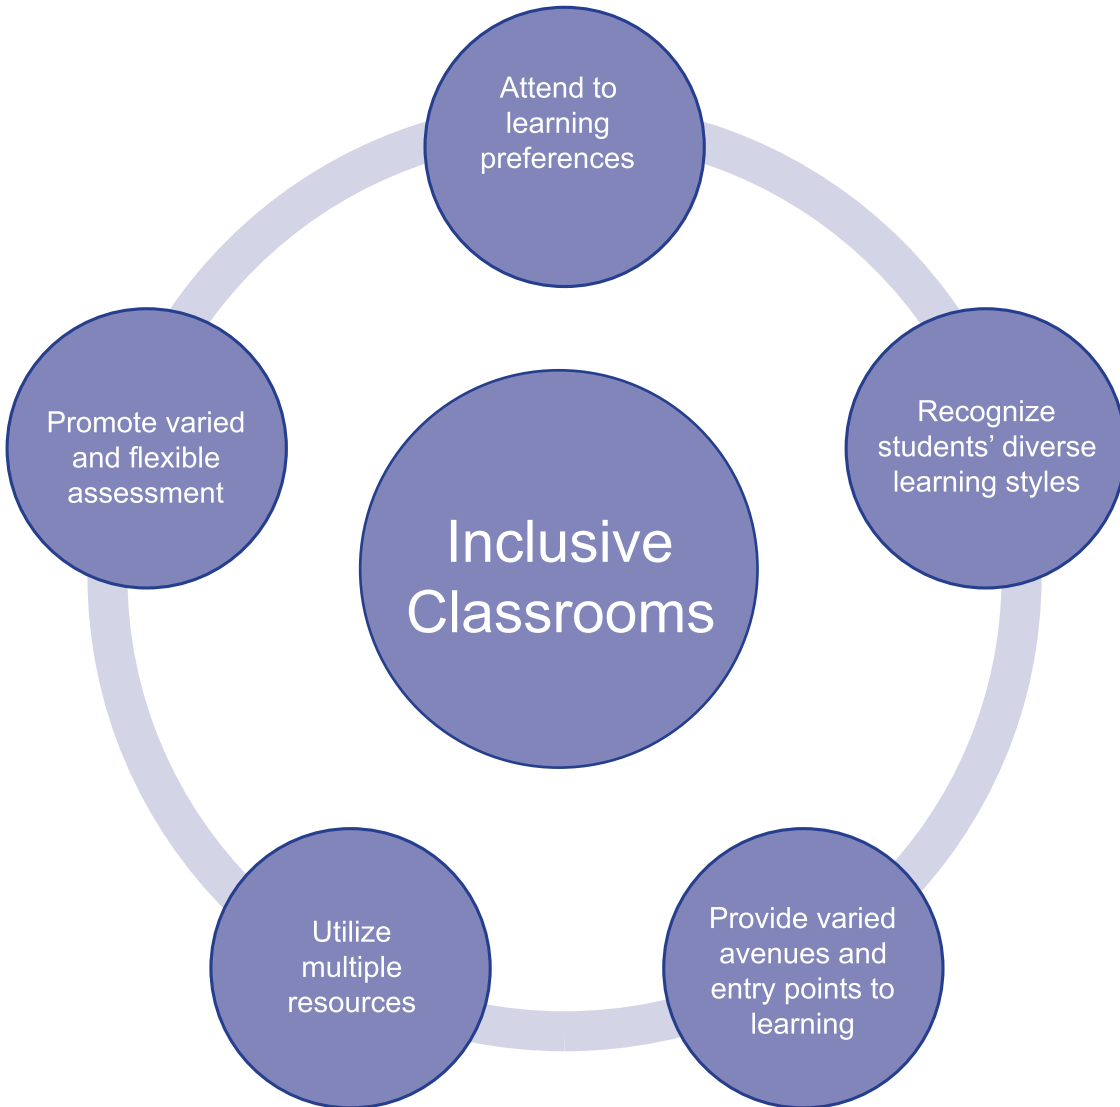 Attend to
learning
preferences
Recognize
students’ diverse
learning styles
Provide varied
avenues and
entry points to
learning
Utilize
multiple
resources
Promote varied
and flexible
assessment
Inclusive
Classrooms